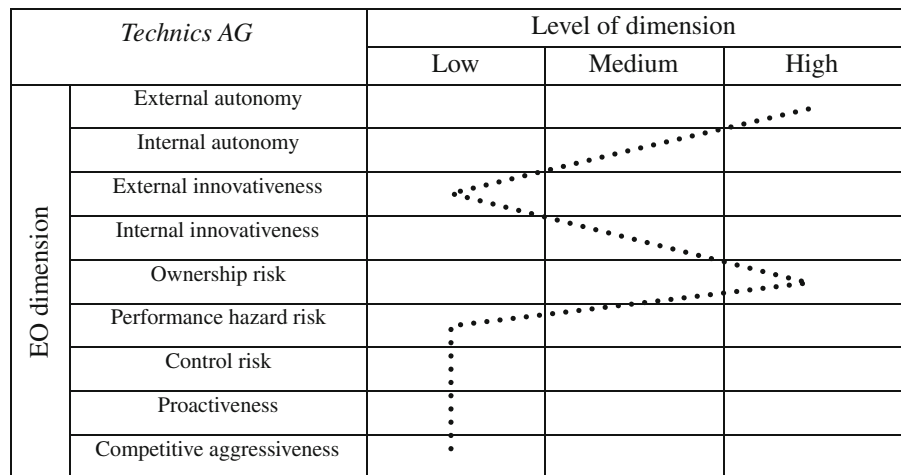 Technics AG
Level of dimension
Low Medium High
EO dimension
External autonomy
Internal autonomy
External innovativeness
Internal innovativeness
Ownership risk
Performance hazard risk
Control risk
Proactiveness
Competitive aggressiveness